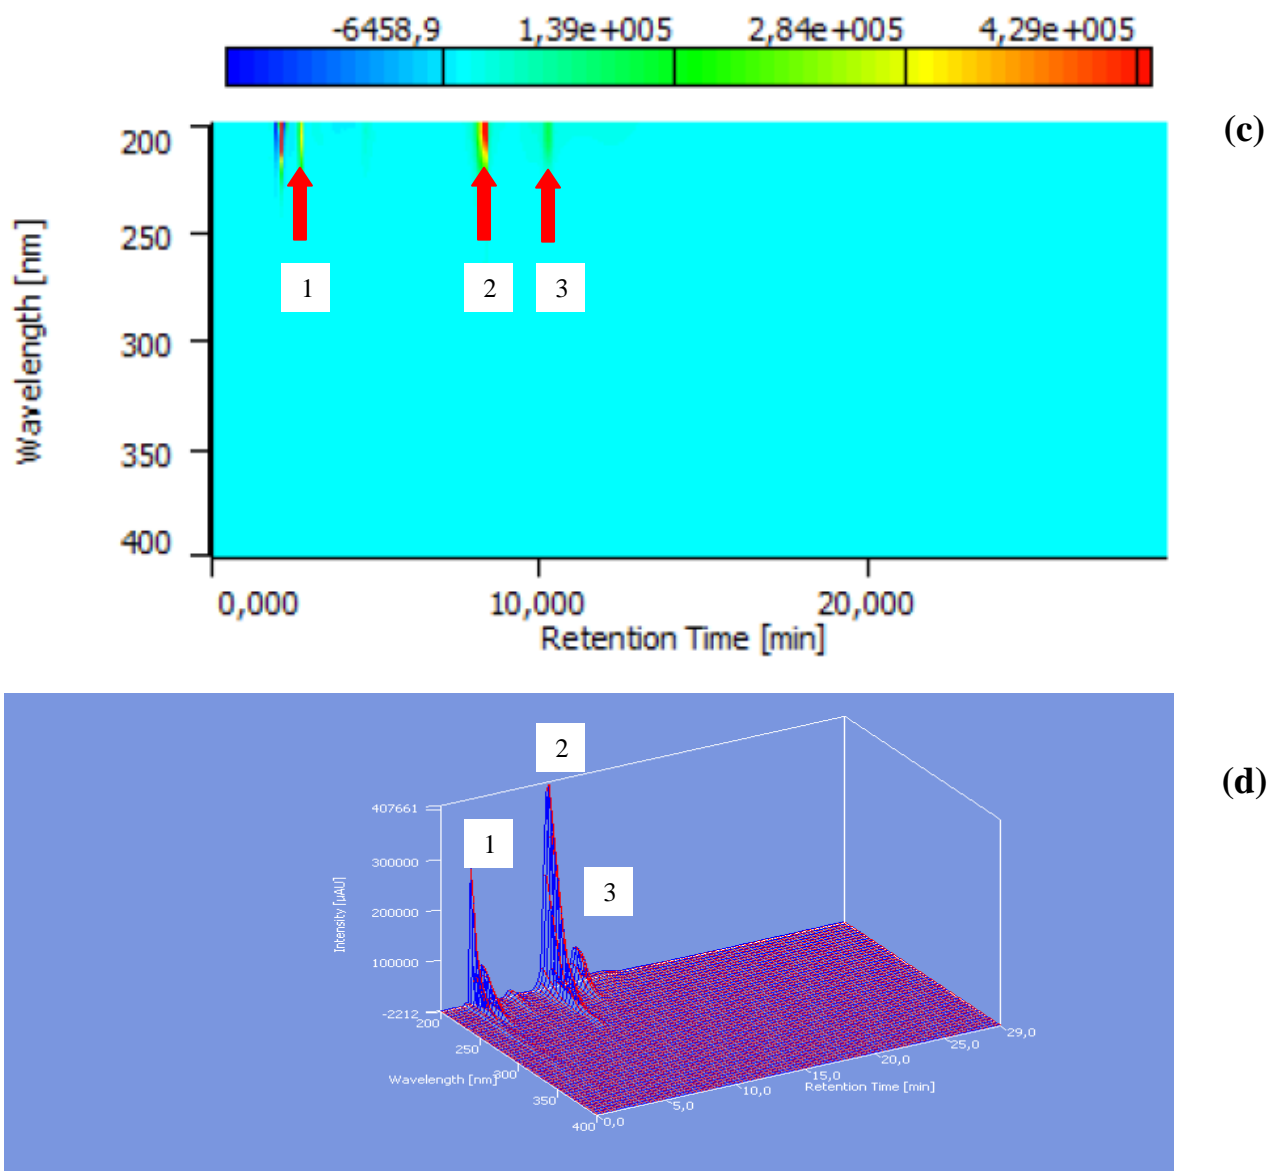 -6458,9 1,39e+005 2,84e+005 4,29e+005
(c)
200
250
300
350
400
Wavelength [nm]
1 2 3
0,000 10,000 20,000
Retention Time [min]
(d)
2
1
3
407661
300000
200000
100000
-2212
Intensity [µAU]
200
250
300
350
400
Wavelength [nm]
0,0
5,0
10,0
15,0
20,0
25,0
29,0
Retention Time [min]